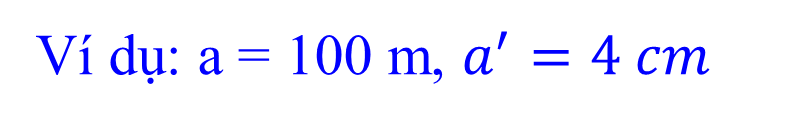 Ví dụ: a = 100 m, a′ = 4 cm